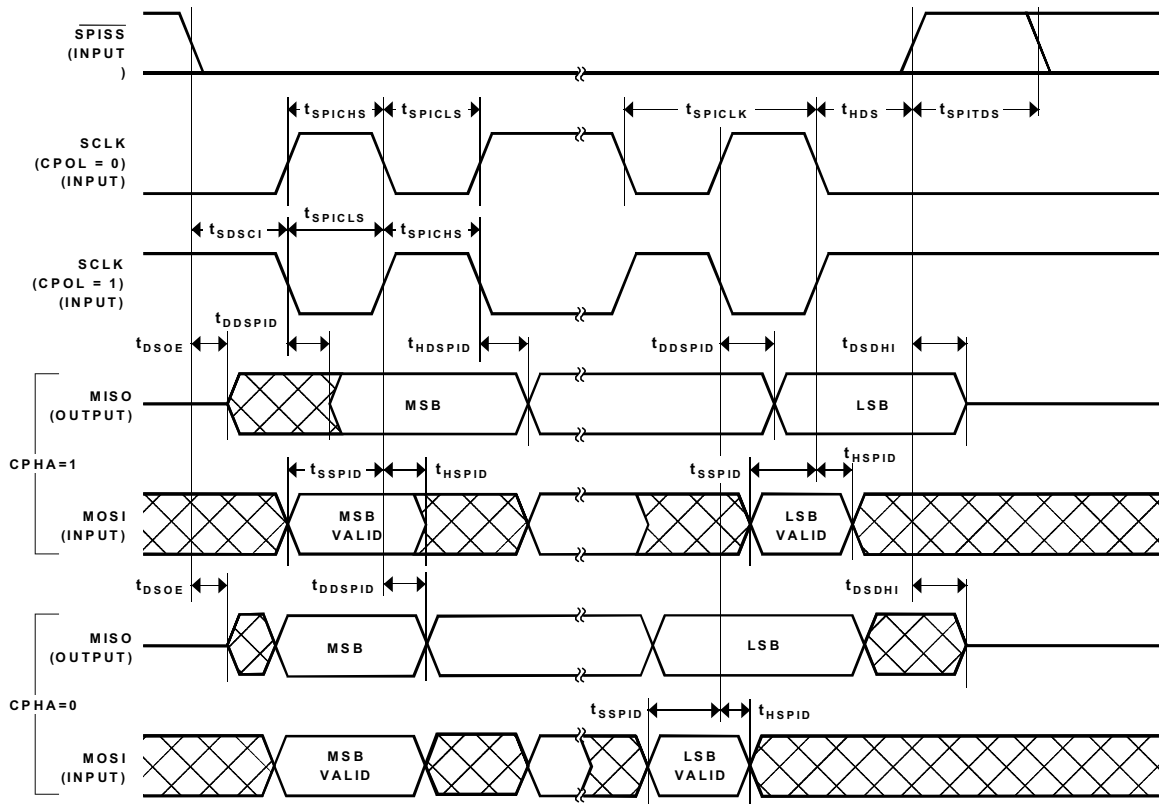 SPISS
(INPUT
)
tSPICHS tSPICLS tSPICLK tHDS tSPITDS
SCLK
(CPOL = 0)
(INPUT)
tSDSCI tSPICLS tSPICHS
SCLK
(CPOL = 1)
(INPUT)
tDSOE tDDSPID tHDSPID tDDSPID tDSDHI
CPHA=1
MISO
(OUTPUT)
MSB LSB
tSSPID tHSPID tSSPID tHSPID
MOSI
(INPUT)
MSB
VALID
LSB
VALID
tDSOE tDDSPID tDSDHI
CPHA=0
MISO
(OUTPUT)
MSB LSB
tSSPID tHSPID
MOSI
(INPUT)
MSB
VALID
LSB
VALID